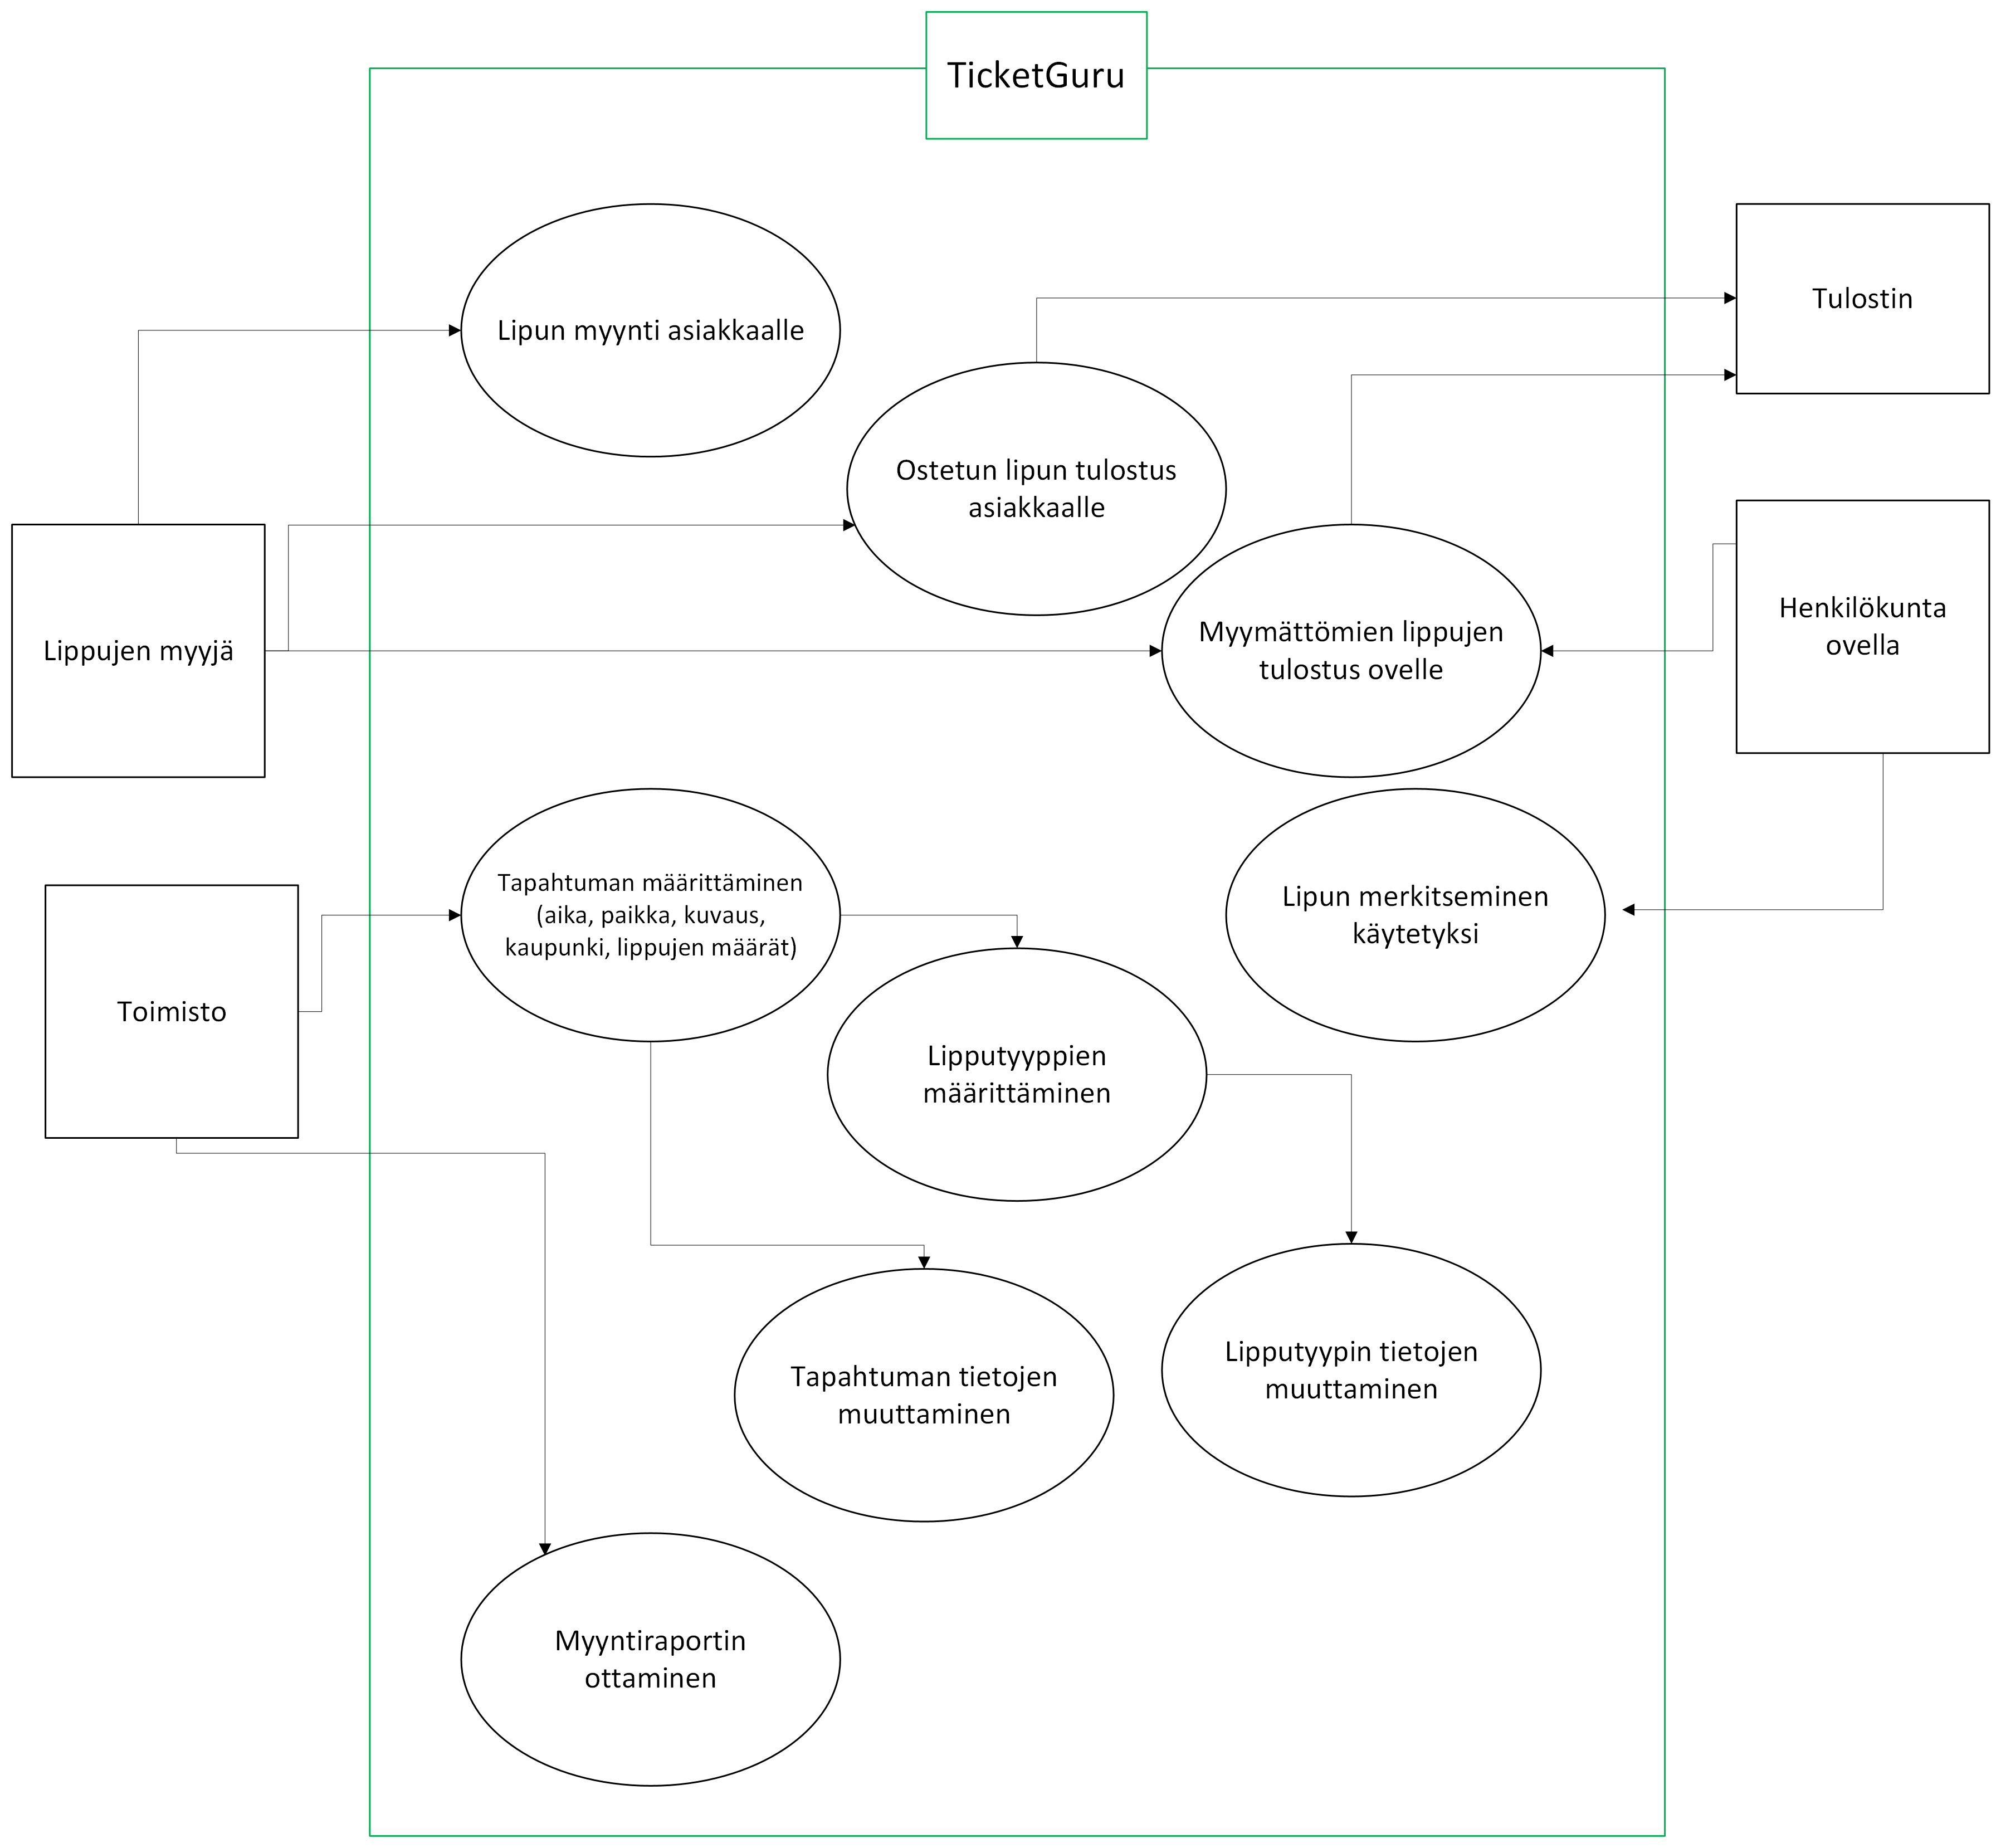 TicketGuru
Lipun myynti asiakkaalle
Tulostin
Ostetun lipun tulostus
asiakkaalle
Lippujen myyjä
Myymättömien lippujen
tulostus ovelle
Henkilökunta
ovella
Tapahtuman määrittäminen
(aika, paikka, kuvaus,
kaupunki, lippujen määrät)
Lipun merkitseminen
käytetyksi
Toimisto
Lipputyyppien
määrittäminen
Tapahtuman tietojen
muuttaminen
Lipputyypin tietojen
muuttaminen
Myyntiraportin
ottaminen